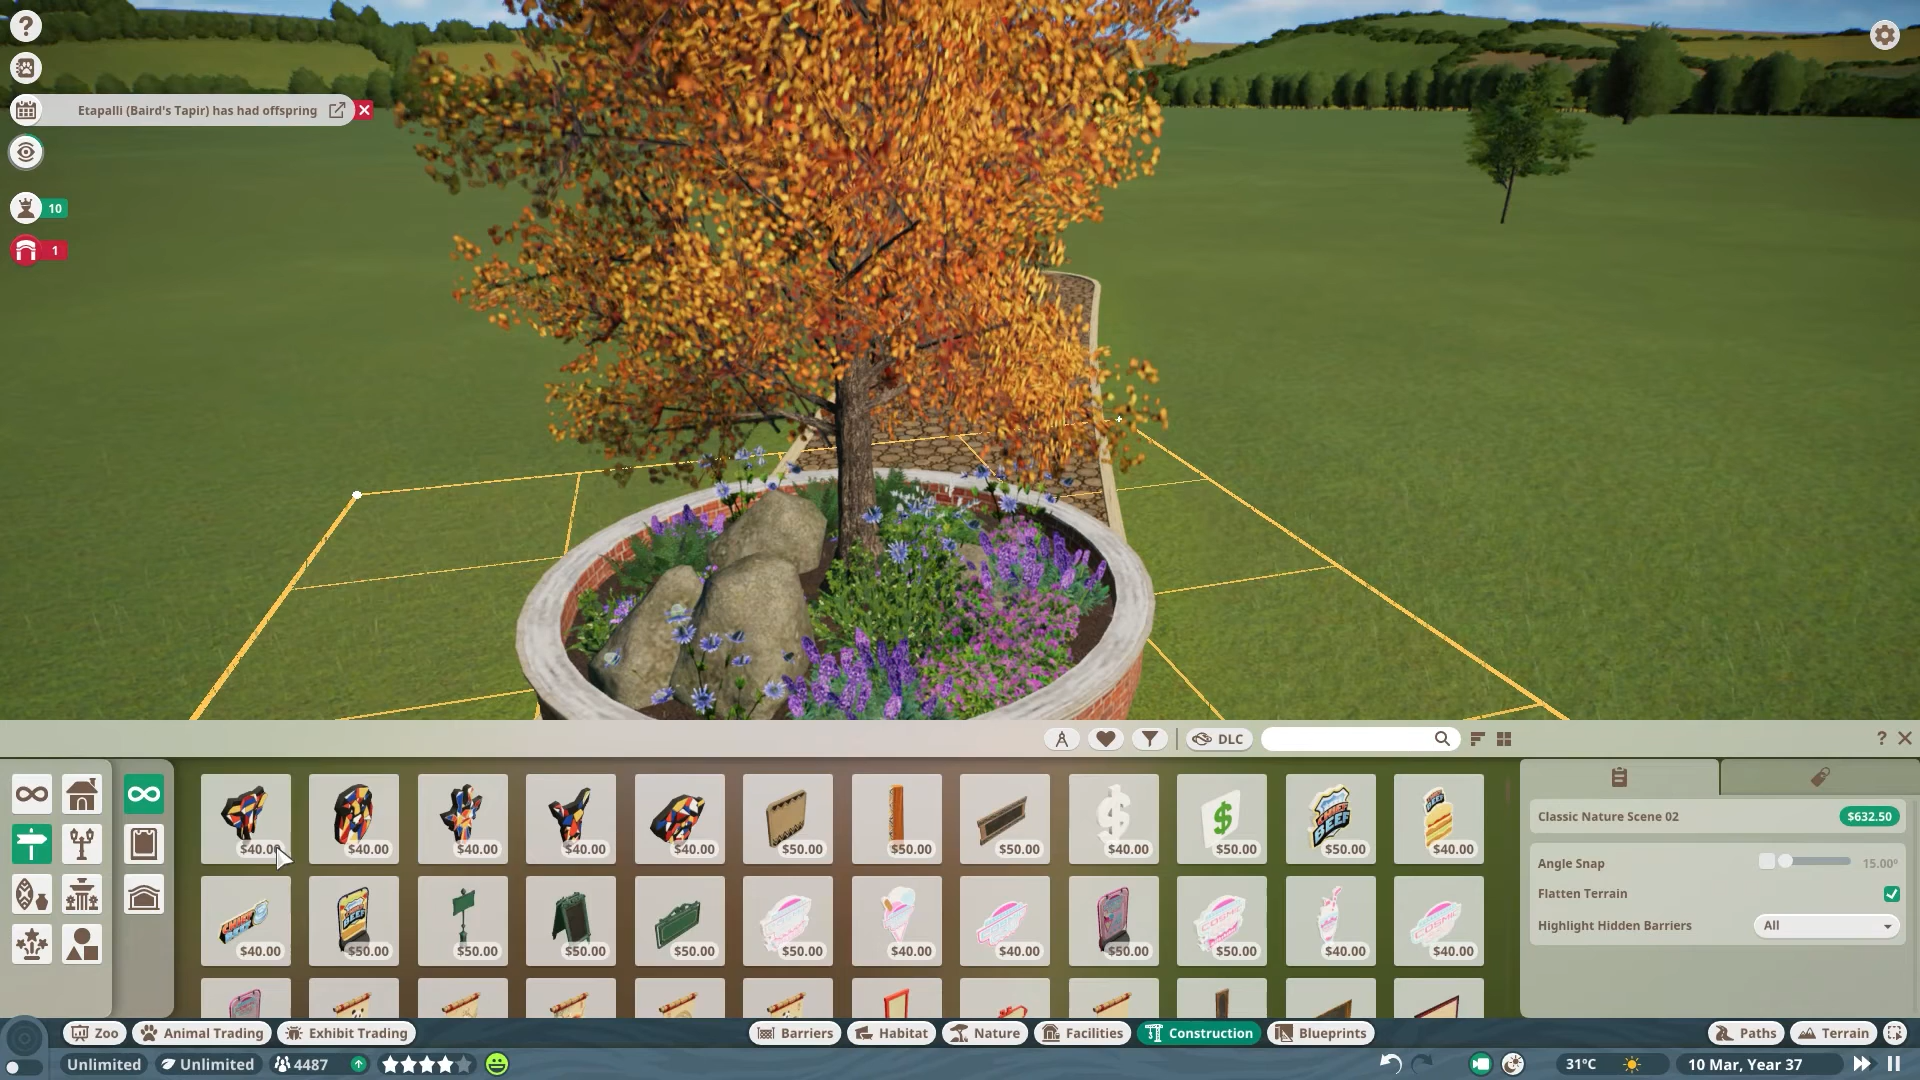 ?
Etapalli (Baird's Tapir) has had offspring
10
1
DLC
?
$40.00 $40.00 $40.00 $40.00 $40.00 $50.00 $50.00 $50.00 $40.00 $50.00 $50.00 $40.00
$40.00 $50.00 $50.00 $50.00 $50.00 $50.00 $40.00 $40.00 $50.00 $50.00 $40.00 $40.00
Classic Nature Scene 02 $632.50
Angle Snap 15.00°
Flatten Terrain
Highlight Hidden Barriers All
Zoo Animal Trading Exhibit Trading Barriers Habitat Nature Facilities Construction Blueprints Paths Terrain
Unlimited Unlimited 4487 31°C 10 Mar, Year 37